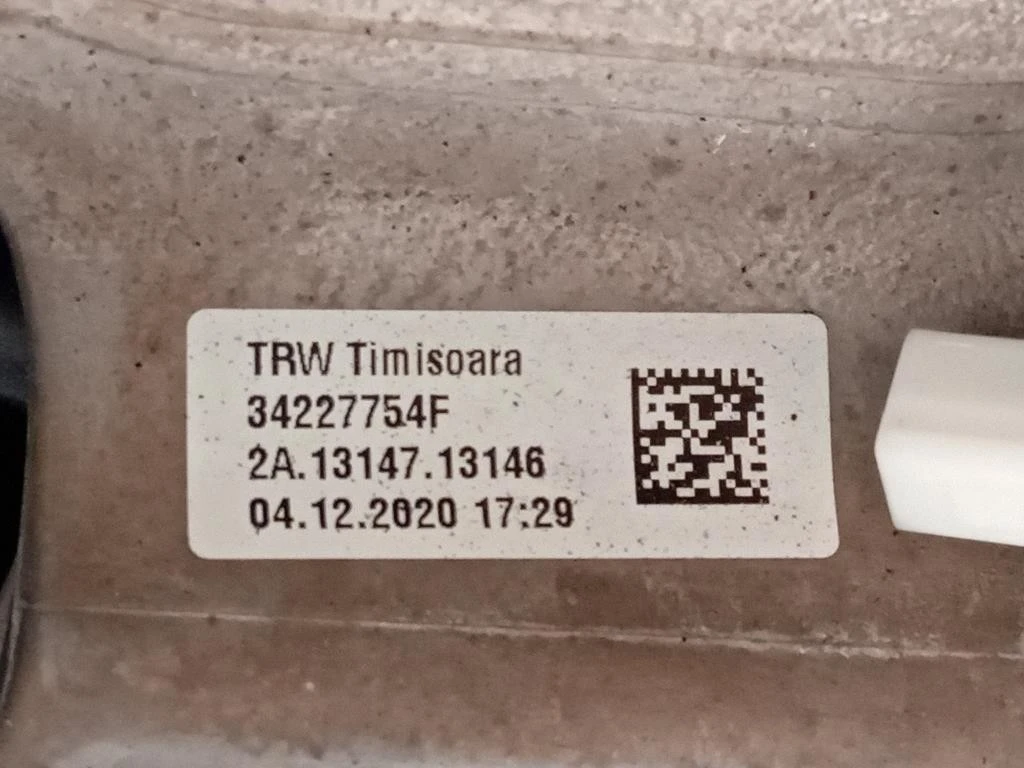 TRW Timisoara
34227754F
2A.13147.13146
04.12.2020 17:29